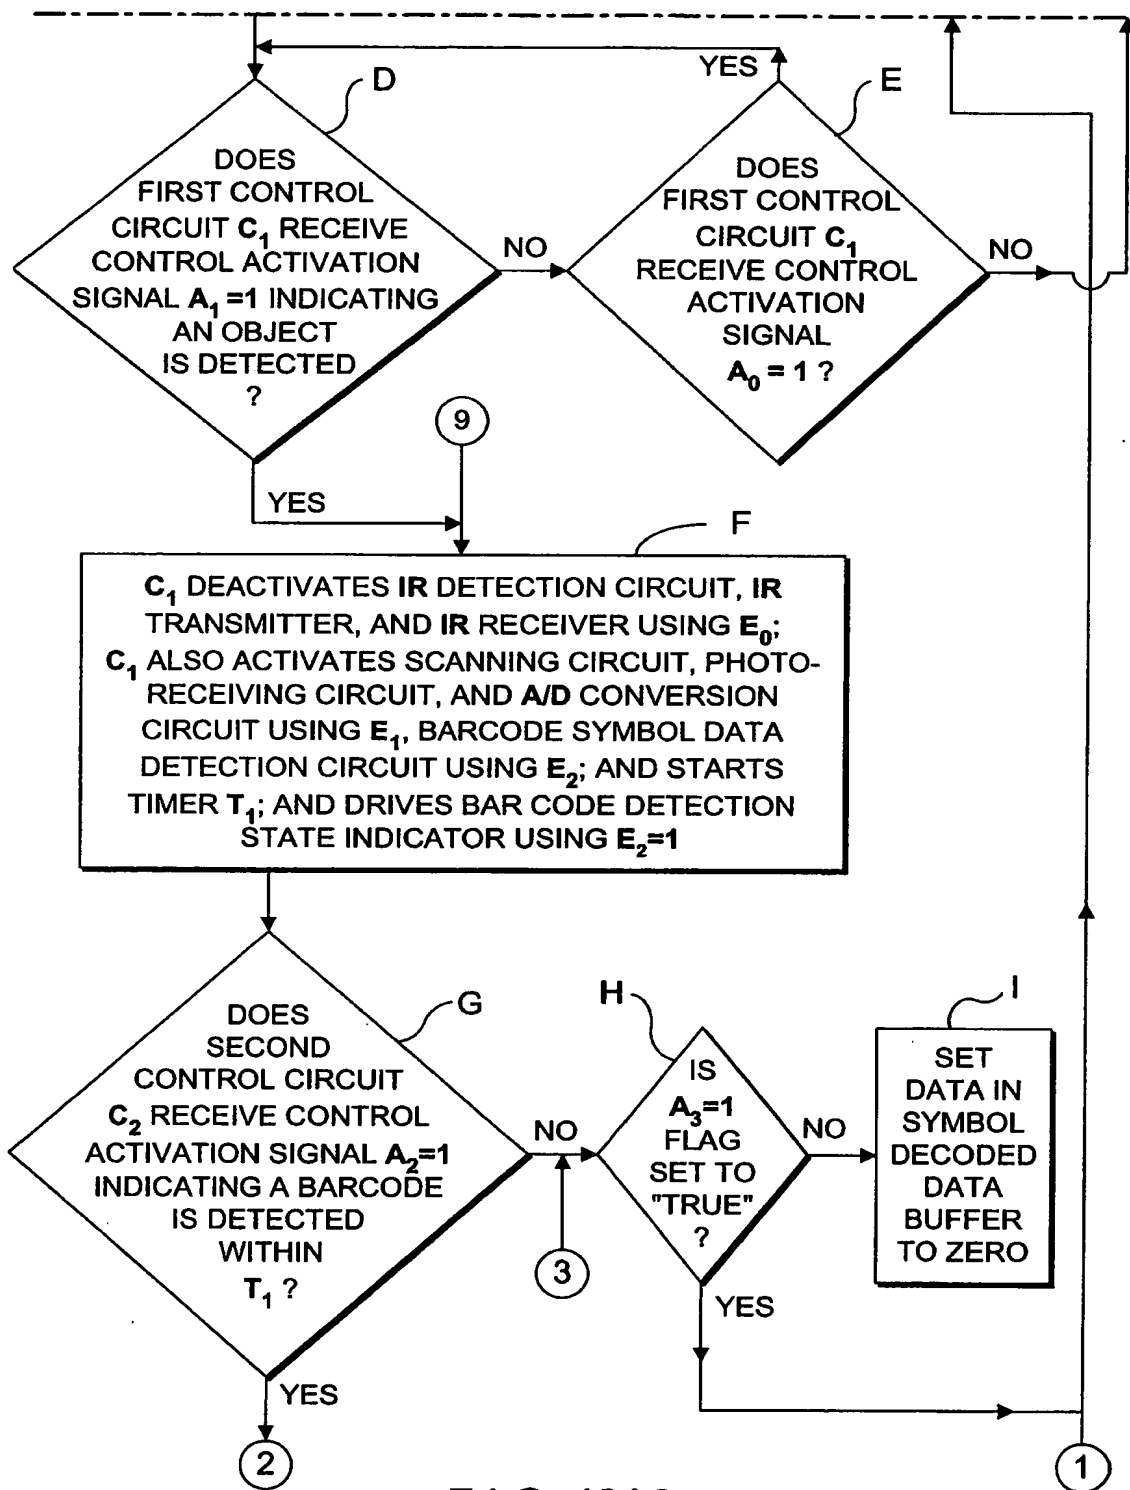 YES
D
E
DOES
FIRST CONTROL
CIRCUIT C1 RECEIVE
CONTROL ACTIVATION
SIGNAL A1 =1 INDICATING
AN OBJECT
IS DETECTED
?
NO
DOES
FIRST CONTROL
CIRCUIT C1
RECEIVE CONTROL
ACTIVATION
SIGNAL
A0 = 1 ?
NO
9
YES
F
C1 DEACTIVATES IR DETECTION CIRCUIT, IR
TRANSMITTER, AND IR RECEIVER USING E0;
C1 ALSO ACTIVATES SCANNING CIRCUIT, PHOTO-
RECEIVING CIRCUIT, AND A/D CONVERSION
CIRCUIT USING E1, BARCODE SYMBOL DATA
DETECTION CIRCUIT USING E2; AND STARTS
TIMER T1; AND DRIVES BAR CODE DETECTION
STATE INDICATOR USING E2=1
G
DOES
SECOND
CONTROL CIRCUIT
C2 RECEIVE CONTROL
ACTIVATION SIGNAL A2=1
INDICATING A BARCODE
IS DETECTED
WITHIN
T1 ?
NO
3
H
IS
A3=1
FLAG
SET TO
"TRUE"
?
NO
I
SET
DATA IN
SYMBOL
DECODED
DATA
BUFFER
TO ZERO
YES
YES
2
1